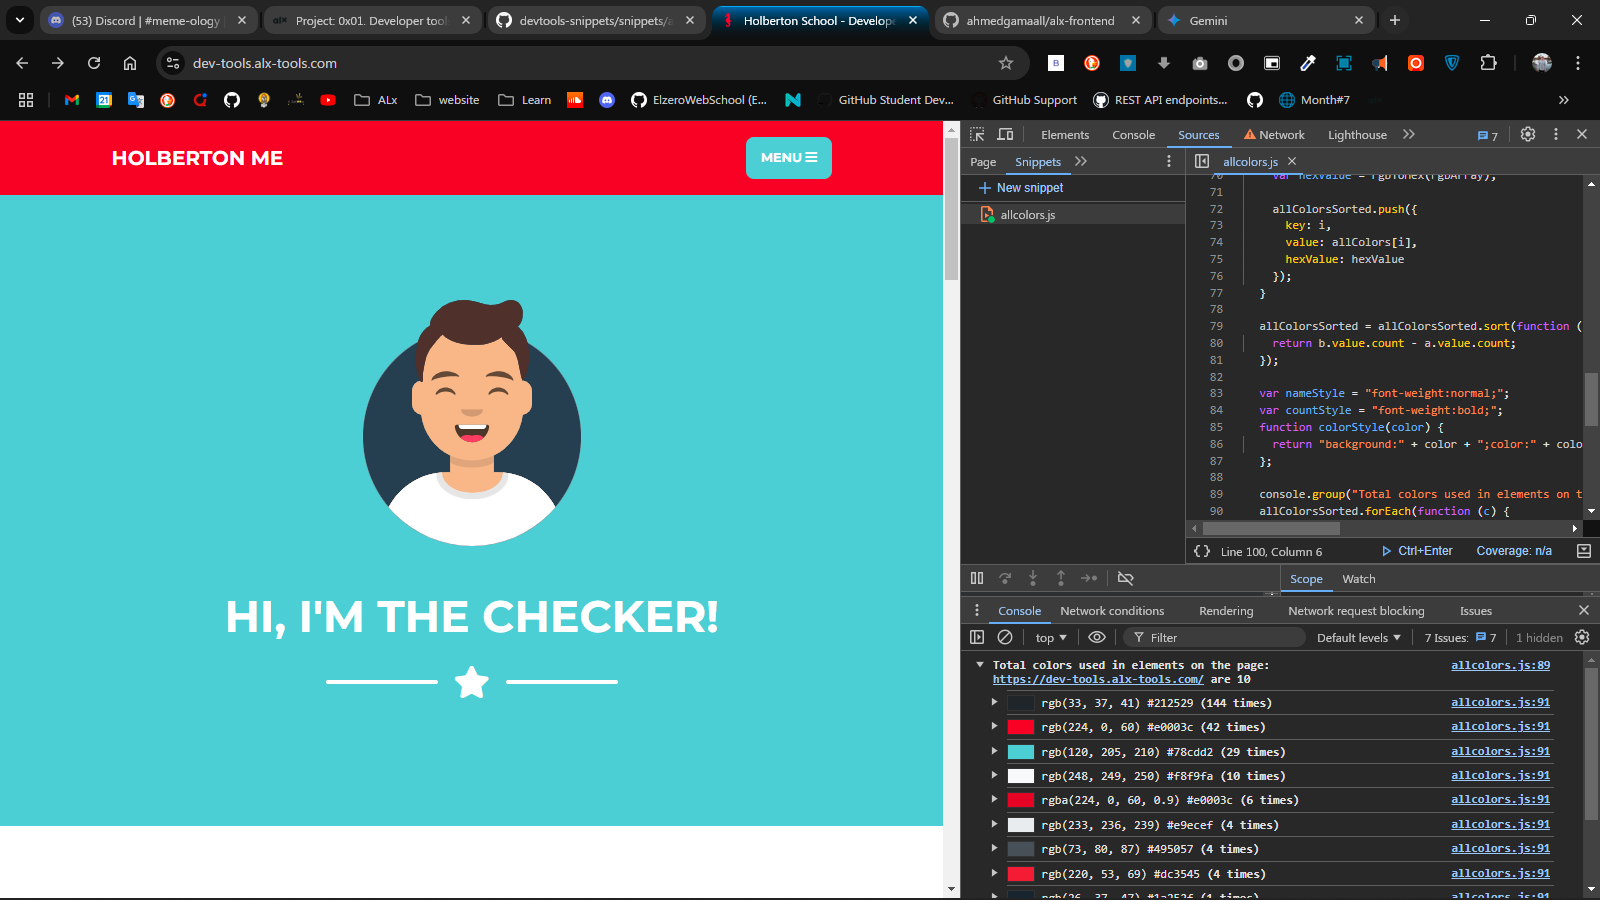 (53) Discord | #meme-ology
Project: 0x01. Developer tool
devtools-snippets/snippets/a
Holberton School - Develope
ahmedgamaall/alx-frontend
Gemini
dev-tools.alx-tools.com
ALx
website
Learn
ElzeroWebSchool (E...
GitHub Student Dev...
GitHub Support
REST API endpoints...
Month#7
HOLBERTON ME
MENU
HI, I'M THE CHECKER!
Elements
Console
Sources
Network
Lighthouse
7
Page
Snippets
allcolors.js
New snippet
allcolors.js
70 var hexValue = rgbToHex(rgbArray);
71
72 allColorsSorted.push({
73 key: i,
74 value: allColors[i],
75 hexValue: hexValue
76 });
77 }
78
79 allColorsSorted = allColorsSorted.sort(function (
80 return b.value.count - a.value.count;
81 });
82
83 var nameStyle = "font-weight:normal;";
84 var countStyle = "font-weight:bold;";
85 function colorStyle(color) {
86 return "background:" + color + ";color:" + colo
87 };
88
89 console.group("Total colors used in elements on t
90 allColorsSorted.forEach(function (c) {
{} Line 100, Column 6
Ctrl+Enter
Coverage: n/a
Scope
Watch
Console
Network conditions
Rendering
Network request blocking
Issues
top
Filter
Default levels
7 Issues: 7
1 hidden
Total colors used in elements on the page: allcolors.js:89
https://dev-tools.alx-tools.com/ are 10
rgb(33, 37, 41) #212529 (144 times) allcolors.js:91
rgb(224, 0, 60) #e0003c (42 times) allcolors.js:91
rgb(120, 205, 210) #78cdd2 (29 times) allcolors.js:91
rgb(248, 249, 250) #f8f9fa (10 times) allcolors.js:91
rgba(224, 0, 60, 0.9) #e0003c (6 times) allcolors.js:91
rgb(233, 236, 239) #e9ecef (4 times) allcolors.js:91
rgb(73, 80, 87) #495057 (4 times) allcolors.js:91
rgb(220, 53, 69) #dc3545 (4 times) allcolors.js:91
rgb(26, 37, 47) #1a252f (1 times) allcolors.js:91